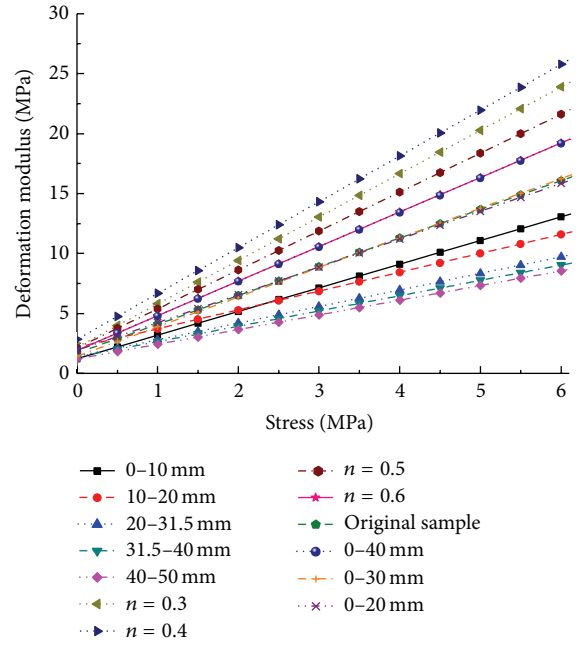 30
25
20
15
10
5
0
Deformation modulus (MPa)
0 1 2 3 4 5 6
Stress (MPa)
0–10 mm
10–20 mm
20–31.5 mm
31.5–40 mm
40–50 mm
n = 0.3
n = 0.4
n = 0.5
n = 0.6
Original sample
0–40 mm
0–30 mm
0–20 mm